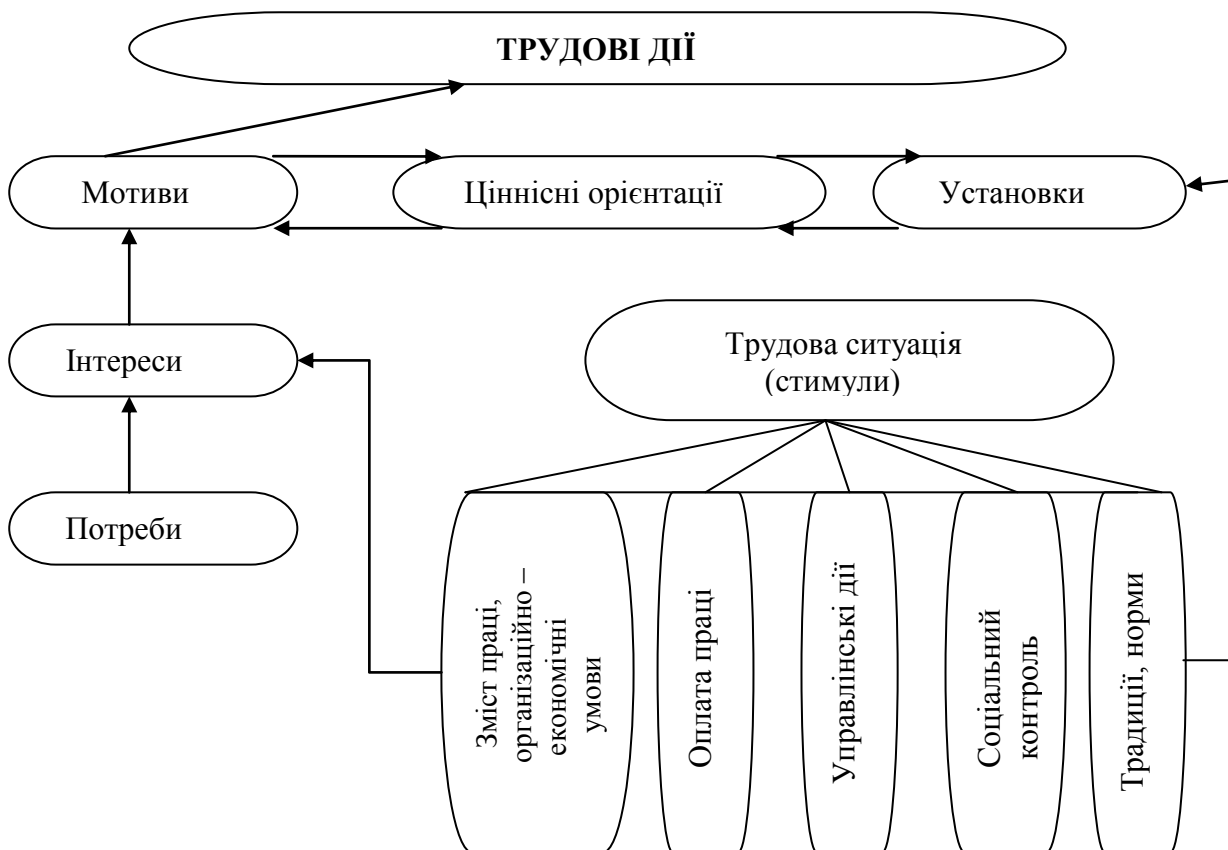 ТРУДОВІ ДІЇ
Мотиви
Ціннісні орієнтації
Установки
Інтереси
Трудова ситуація
(стимули)
Потреби
Зміст праці,
організаційно –
економічні
умови
Оплата праці
Управлінські дії
Соціальний
контроль
Традиції, норми